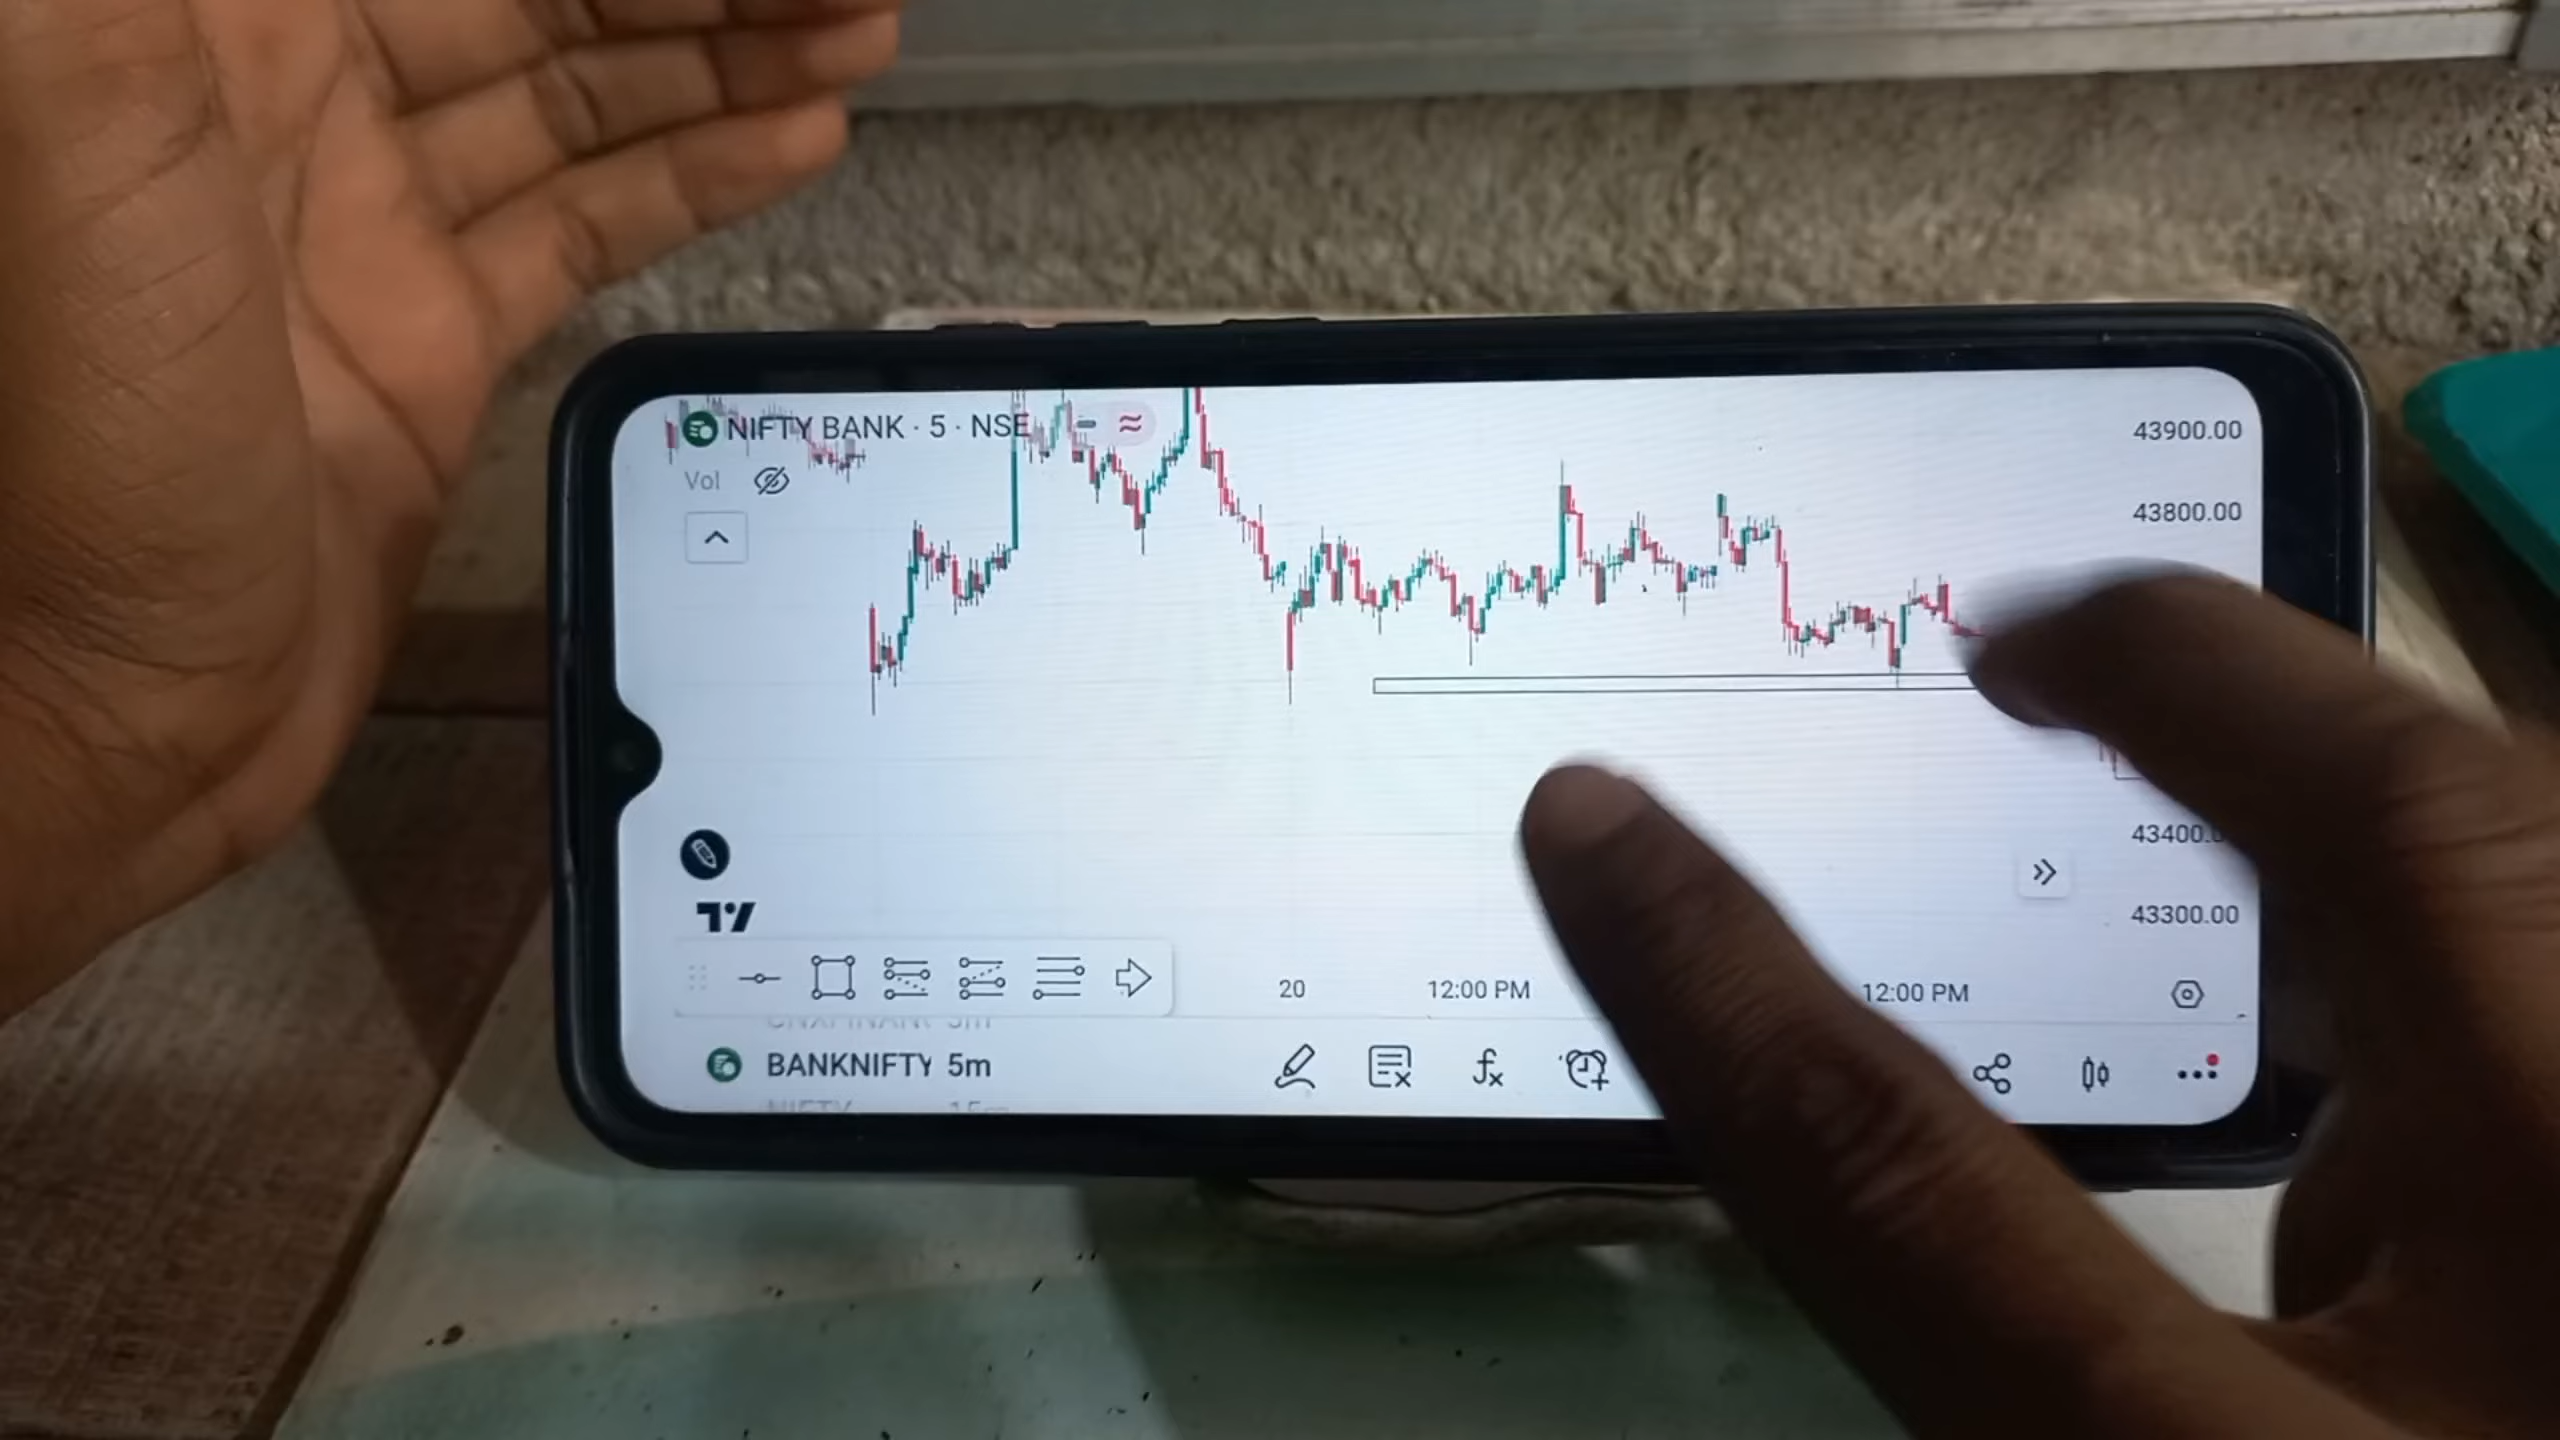 NIFTY BANK · 5 · NSE
Vol
43900.00
43800.00
43400.
43300.00
20 12:00 PM 12:00 PM
BANKNIFTY 5m
NIFTY